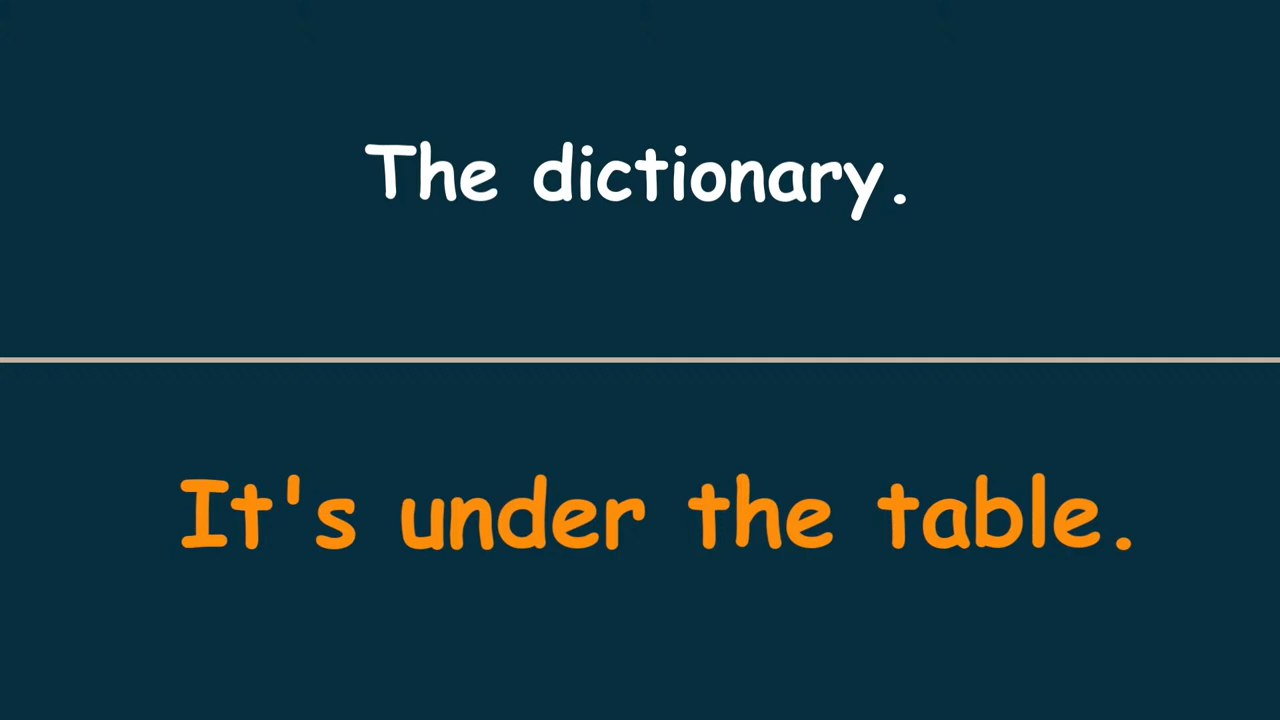 The dictionary.
It's under the table.